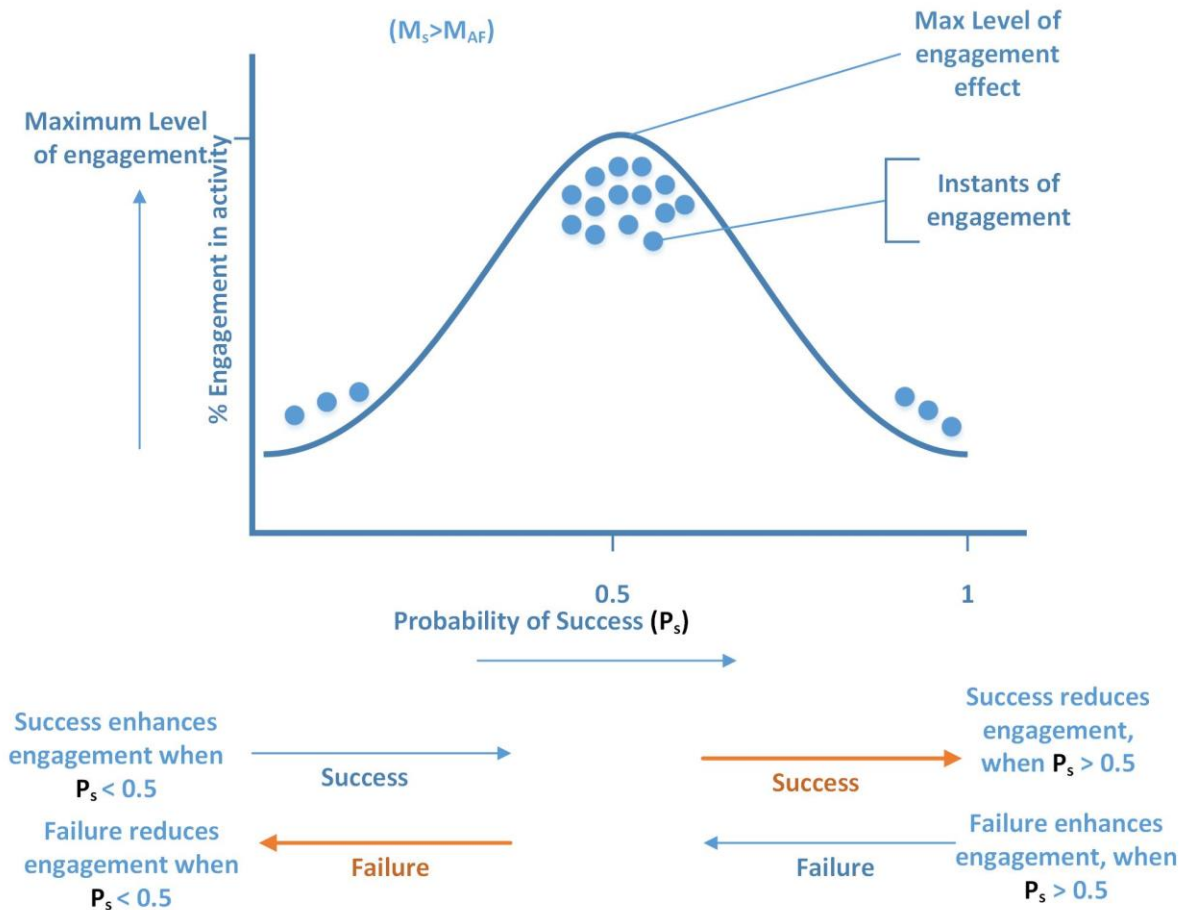 (Ms>MAF)
Max Level of
engagement
effect
Maximum Level
of engagement.
% Engagement in activity
Instants of
engagement
0.5
1
Probability of Success (Ps)
Success enhances
engagement when
Ps < 0.5
Success
Success
Success reduces
engagement,
when Ps > 0.5
Failure reduces
engagement when
Ps < 0.5
Failure
Failure
Failure enhances
engagement, when
Ps > 0.5